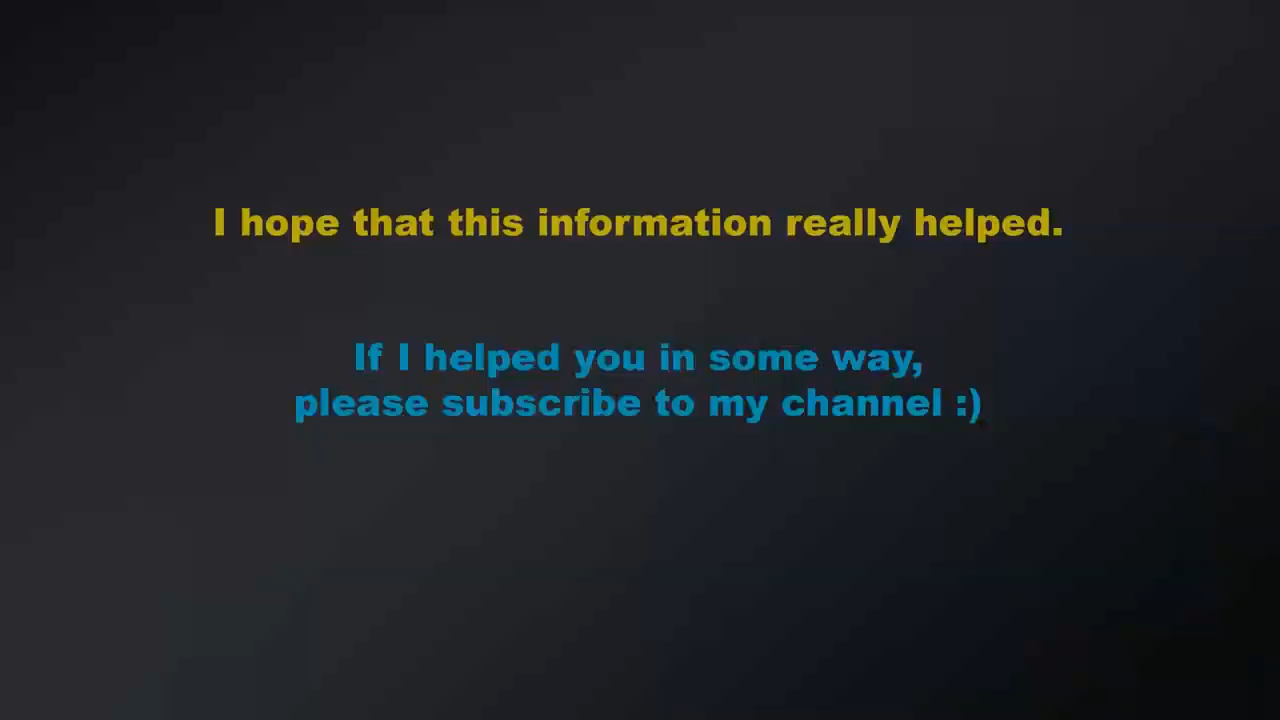 I hope that this information really helped.
If I helped you in some way,
please subscribe to my channel :)